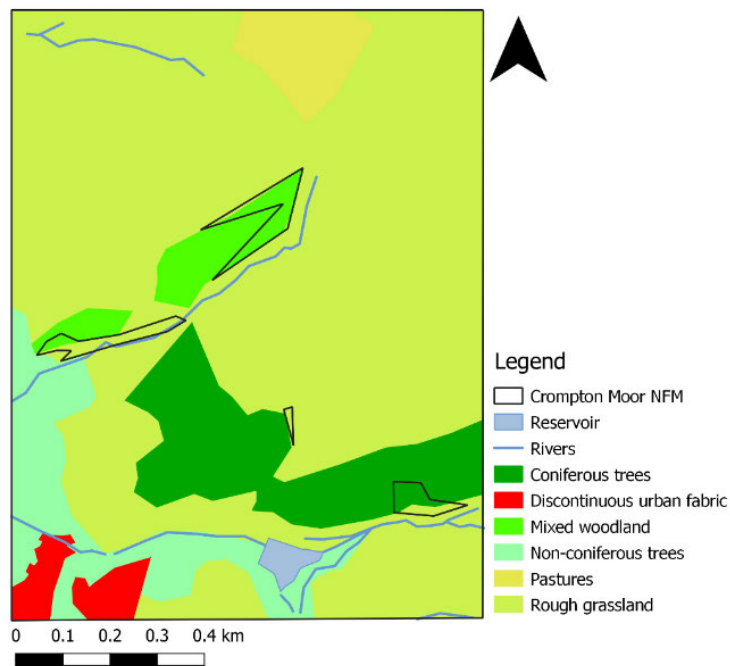 Legend
Crompton Moor NFM
Reservoir
Rivers
Coniferous trees
Discontinuous urban fabric
Mixed woodland
Non-coniferous trees
Pastures
Rough grassland
0 0.1 0.2 0.3 0.4 km